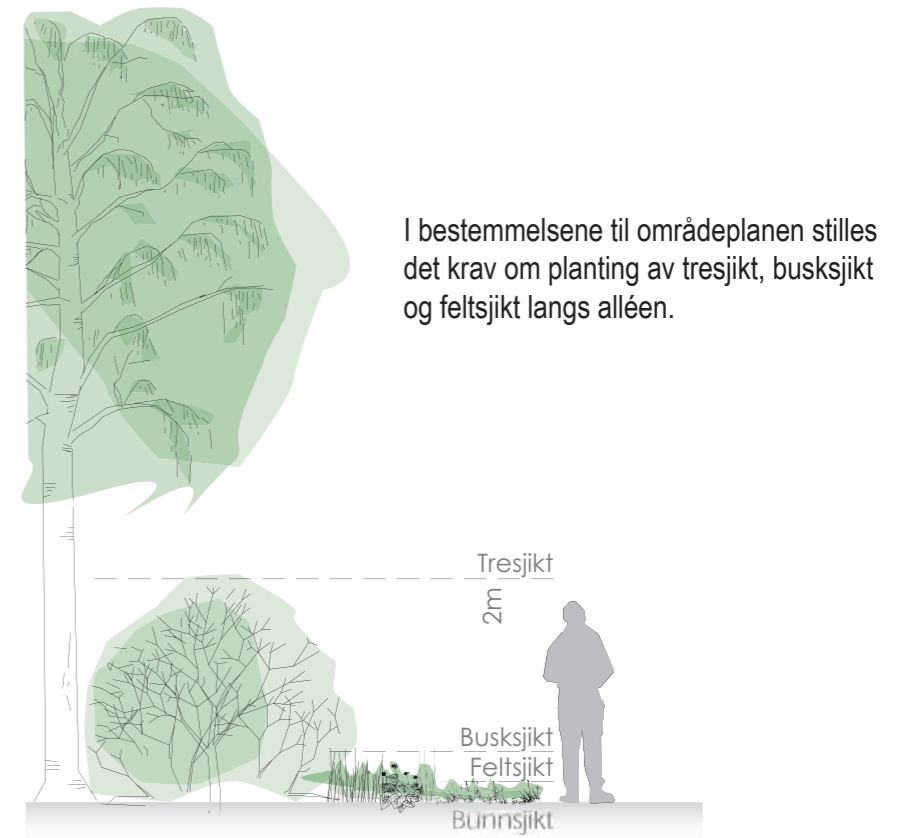 I bestemmelsene til områdeplanen stilles
det krav om planting av tresjikt, busksjikt
og feltsjikt langs alléen.
Tresjikt
2m
Busksjikt
Feltsjikt
Bunnsjikt